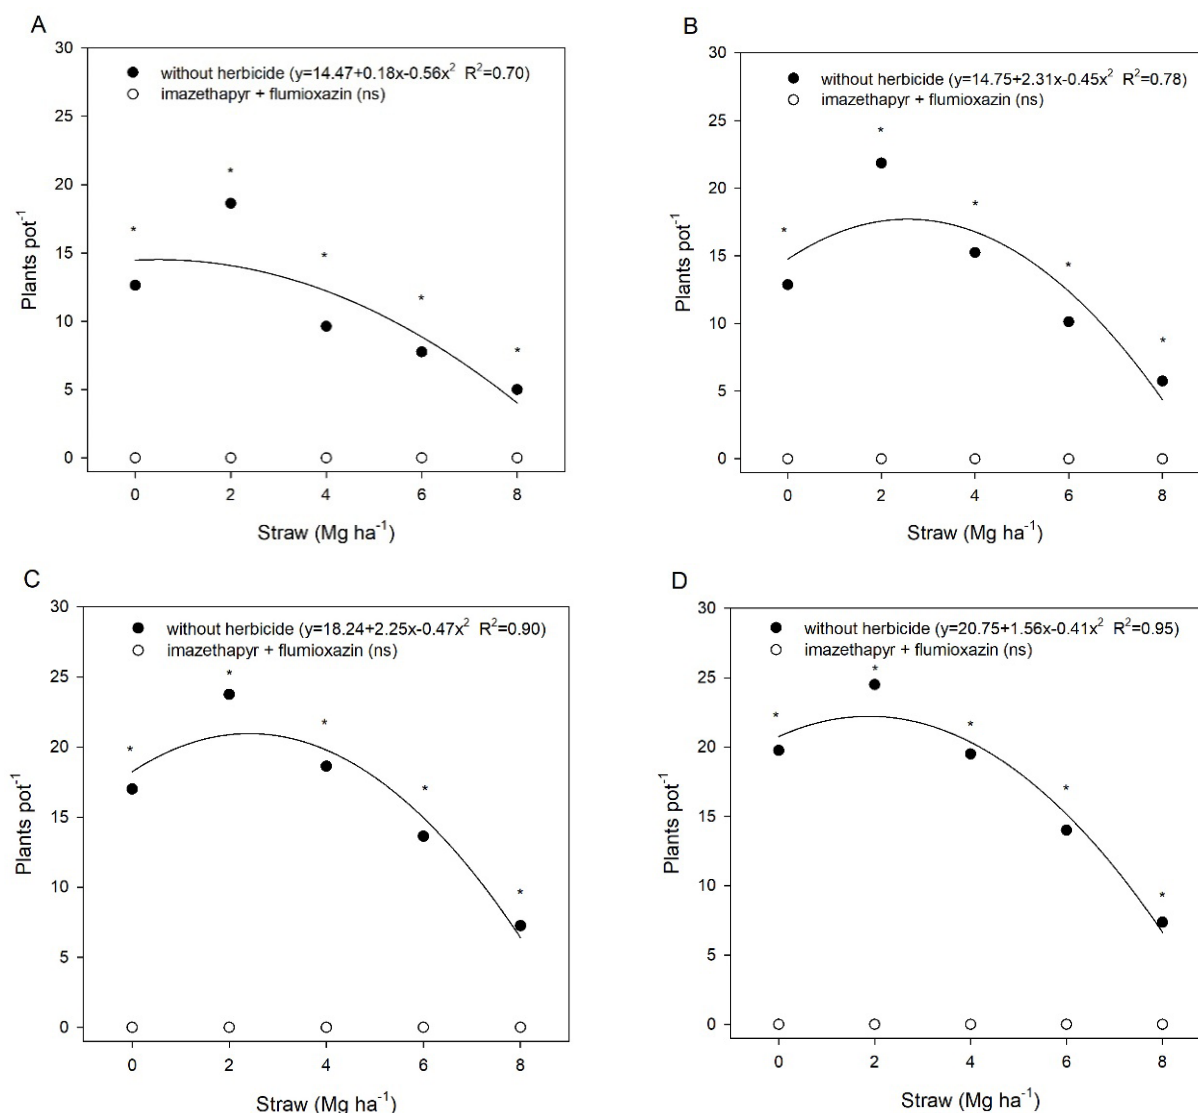 A
30
25
20
15
10
5
0
Plants pot⁻¹
without herbicide (y=14.47+0.18x-0.56x² R²=0.70)
imazethapyr + flumioxazin (ns)
*
*
*
*
*
0 2 4 6 8
Straw (Mg ha⁻¹)
B
30
25
20
15
10
5
0
Plants pot⁻¹
without herbicide (y=14.75+2.31x-0.45x² R²=0.78)
imazethapyr + flumioxazin (ns)
*
*
*
*
*
0 2 4 6 8
Straw (Mg ha⁻¹)
C
30
25
20
15
10
5
0
Plants pot⁻¹
without herbicide (y=18.24+2.25x-0.47x² R²=0.90)
imazethapyr + flumioxazin (ns)
*
*
*
*
*
0 2 4 6 8
Straw (Mg ha⁻¹)
D
30
25
20
15
10
5
0
Plants pot⁻¹
without herbicide (y=20.75+1.56x-0.41x² R²=0.95)
imazethapyr + flumioxazin (ns)
*
*
*
*
*
0 2 4 6 8
Straw (Mg ha⁻¹)